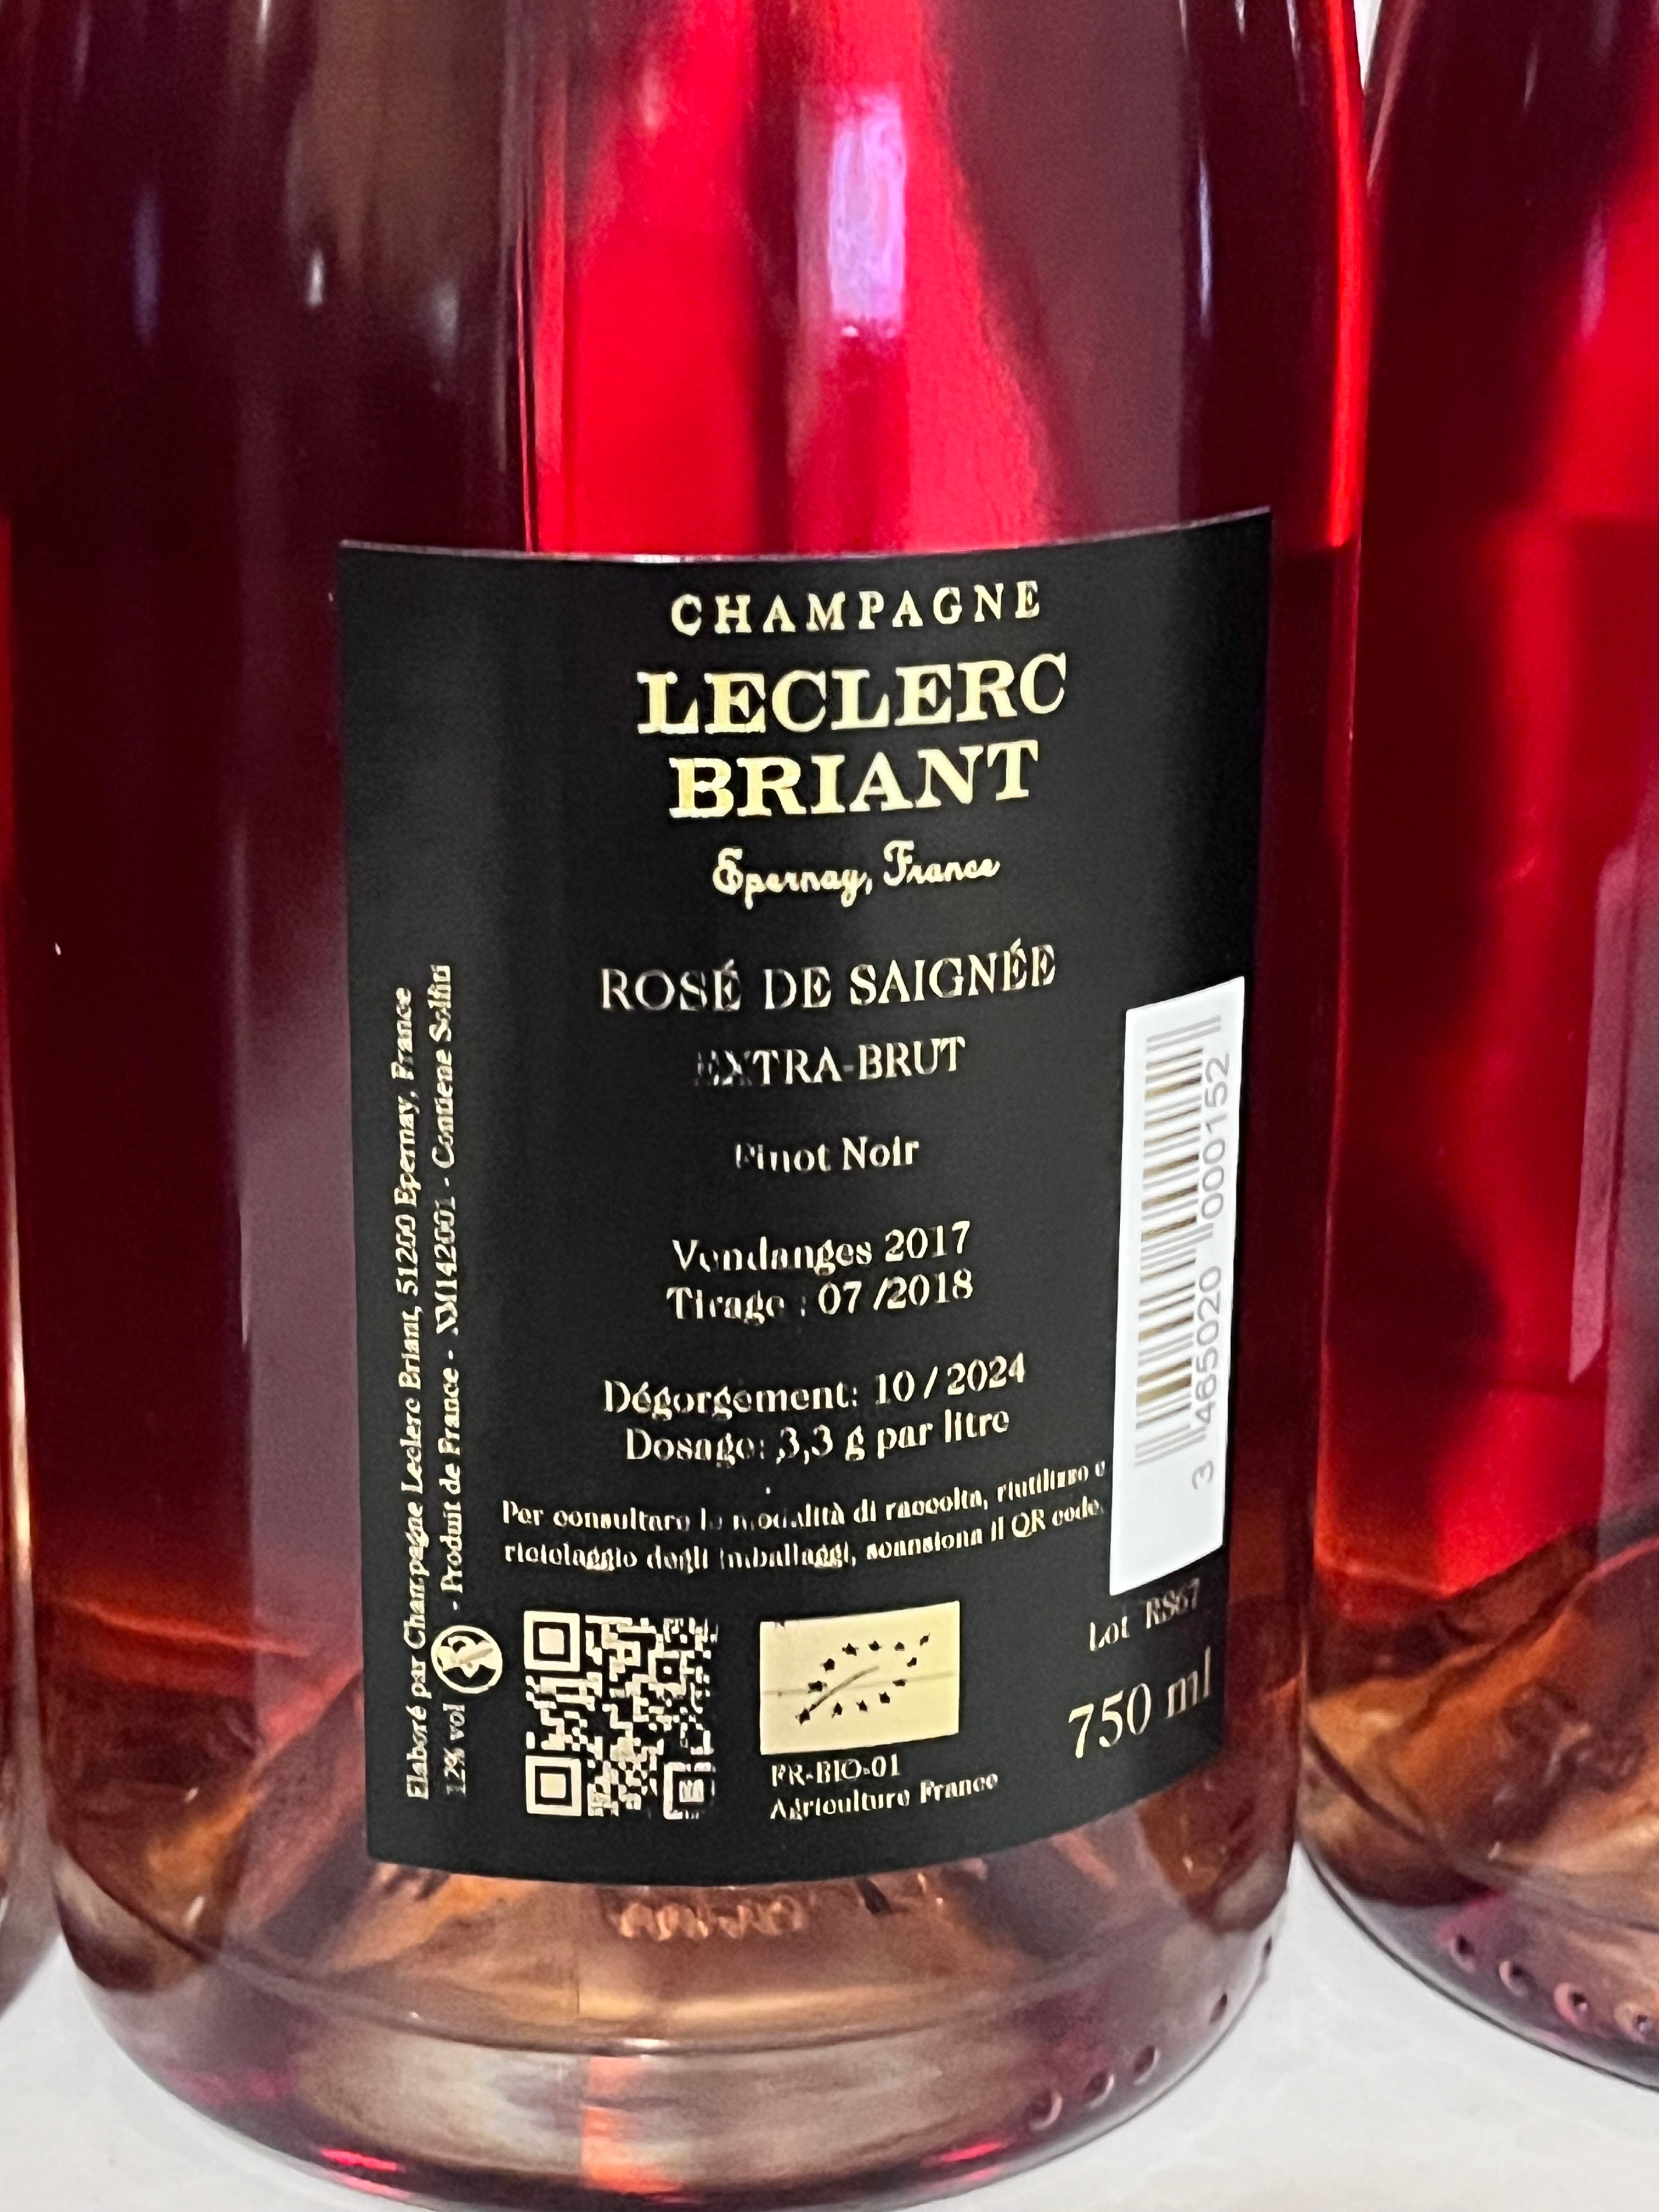 CHAMPAGNE
LECLERC
BRIANT
Epernay, France
ROSÉ DE SAIGNÉE
EXTRA-BRUT
Pinot Noir
Vendanges 2017
Tirage : 07 /2018
Dégorgement: 10 / 2024
Dosage: 3,3 g par litre
Per consultare le modalità di raccolta, riutilizzo e
riciclaggio degli imballaggi, scansiona il QR code.
FR-BIO-01
Agriculture France
Lot RS67
750 ml
3 465020 000152
Elaboré par Champagne Leclerc Briant, 51200 Epernay, France
12% vol - Produit de France - - Contiene Solfiti